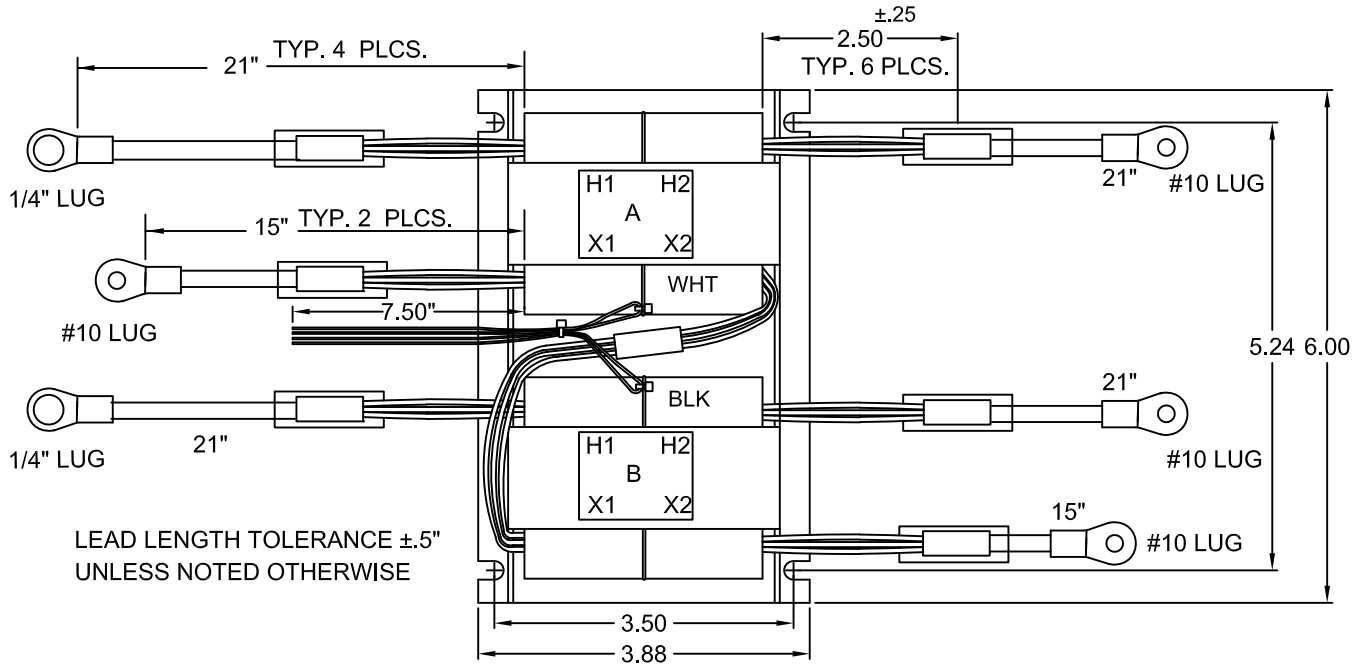 ±.25
2.50
TYP. 6 PLCS.
21" TYP. 4 PLCS.
1/4" LUG
21"
#10 LUG
H1 H2
A
X1 X2
15" TYP. 2 PLCS.
WHT
7.50"
#10 LUG
5.24 6.00
21"
BLK
1/4" LUG
21"
#10 LUG
H1 H2
B
X1 X2
15"
#10 LUG
LEAD LENGTH TOLERANCE ±.5"
UNLESS NOTED OTHERWISE
3.50
3.88